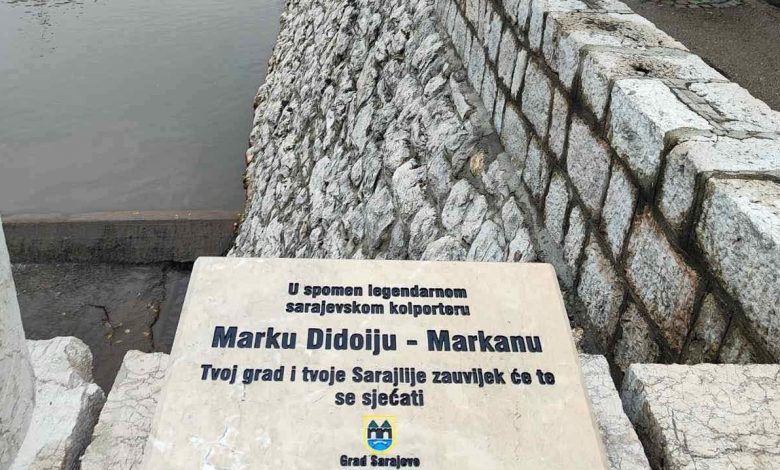 U spomen legendarnom
sarajevskom kolporteru
Marku Didoiju - Markanu
Tvoj grad i tvoje Sarajlije zauvijek će te
se sjećati
Grad Sarajevo